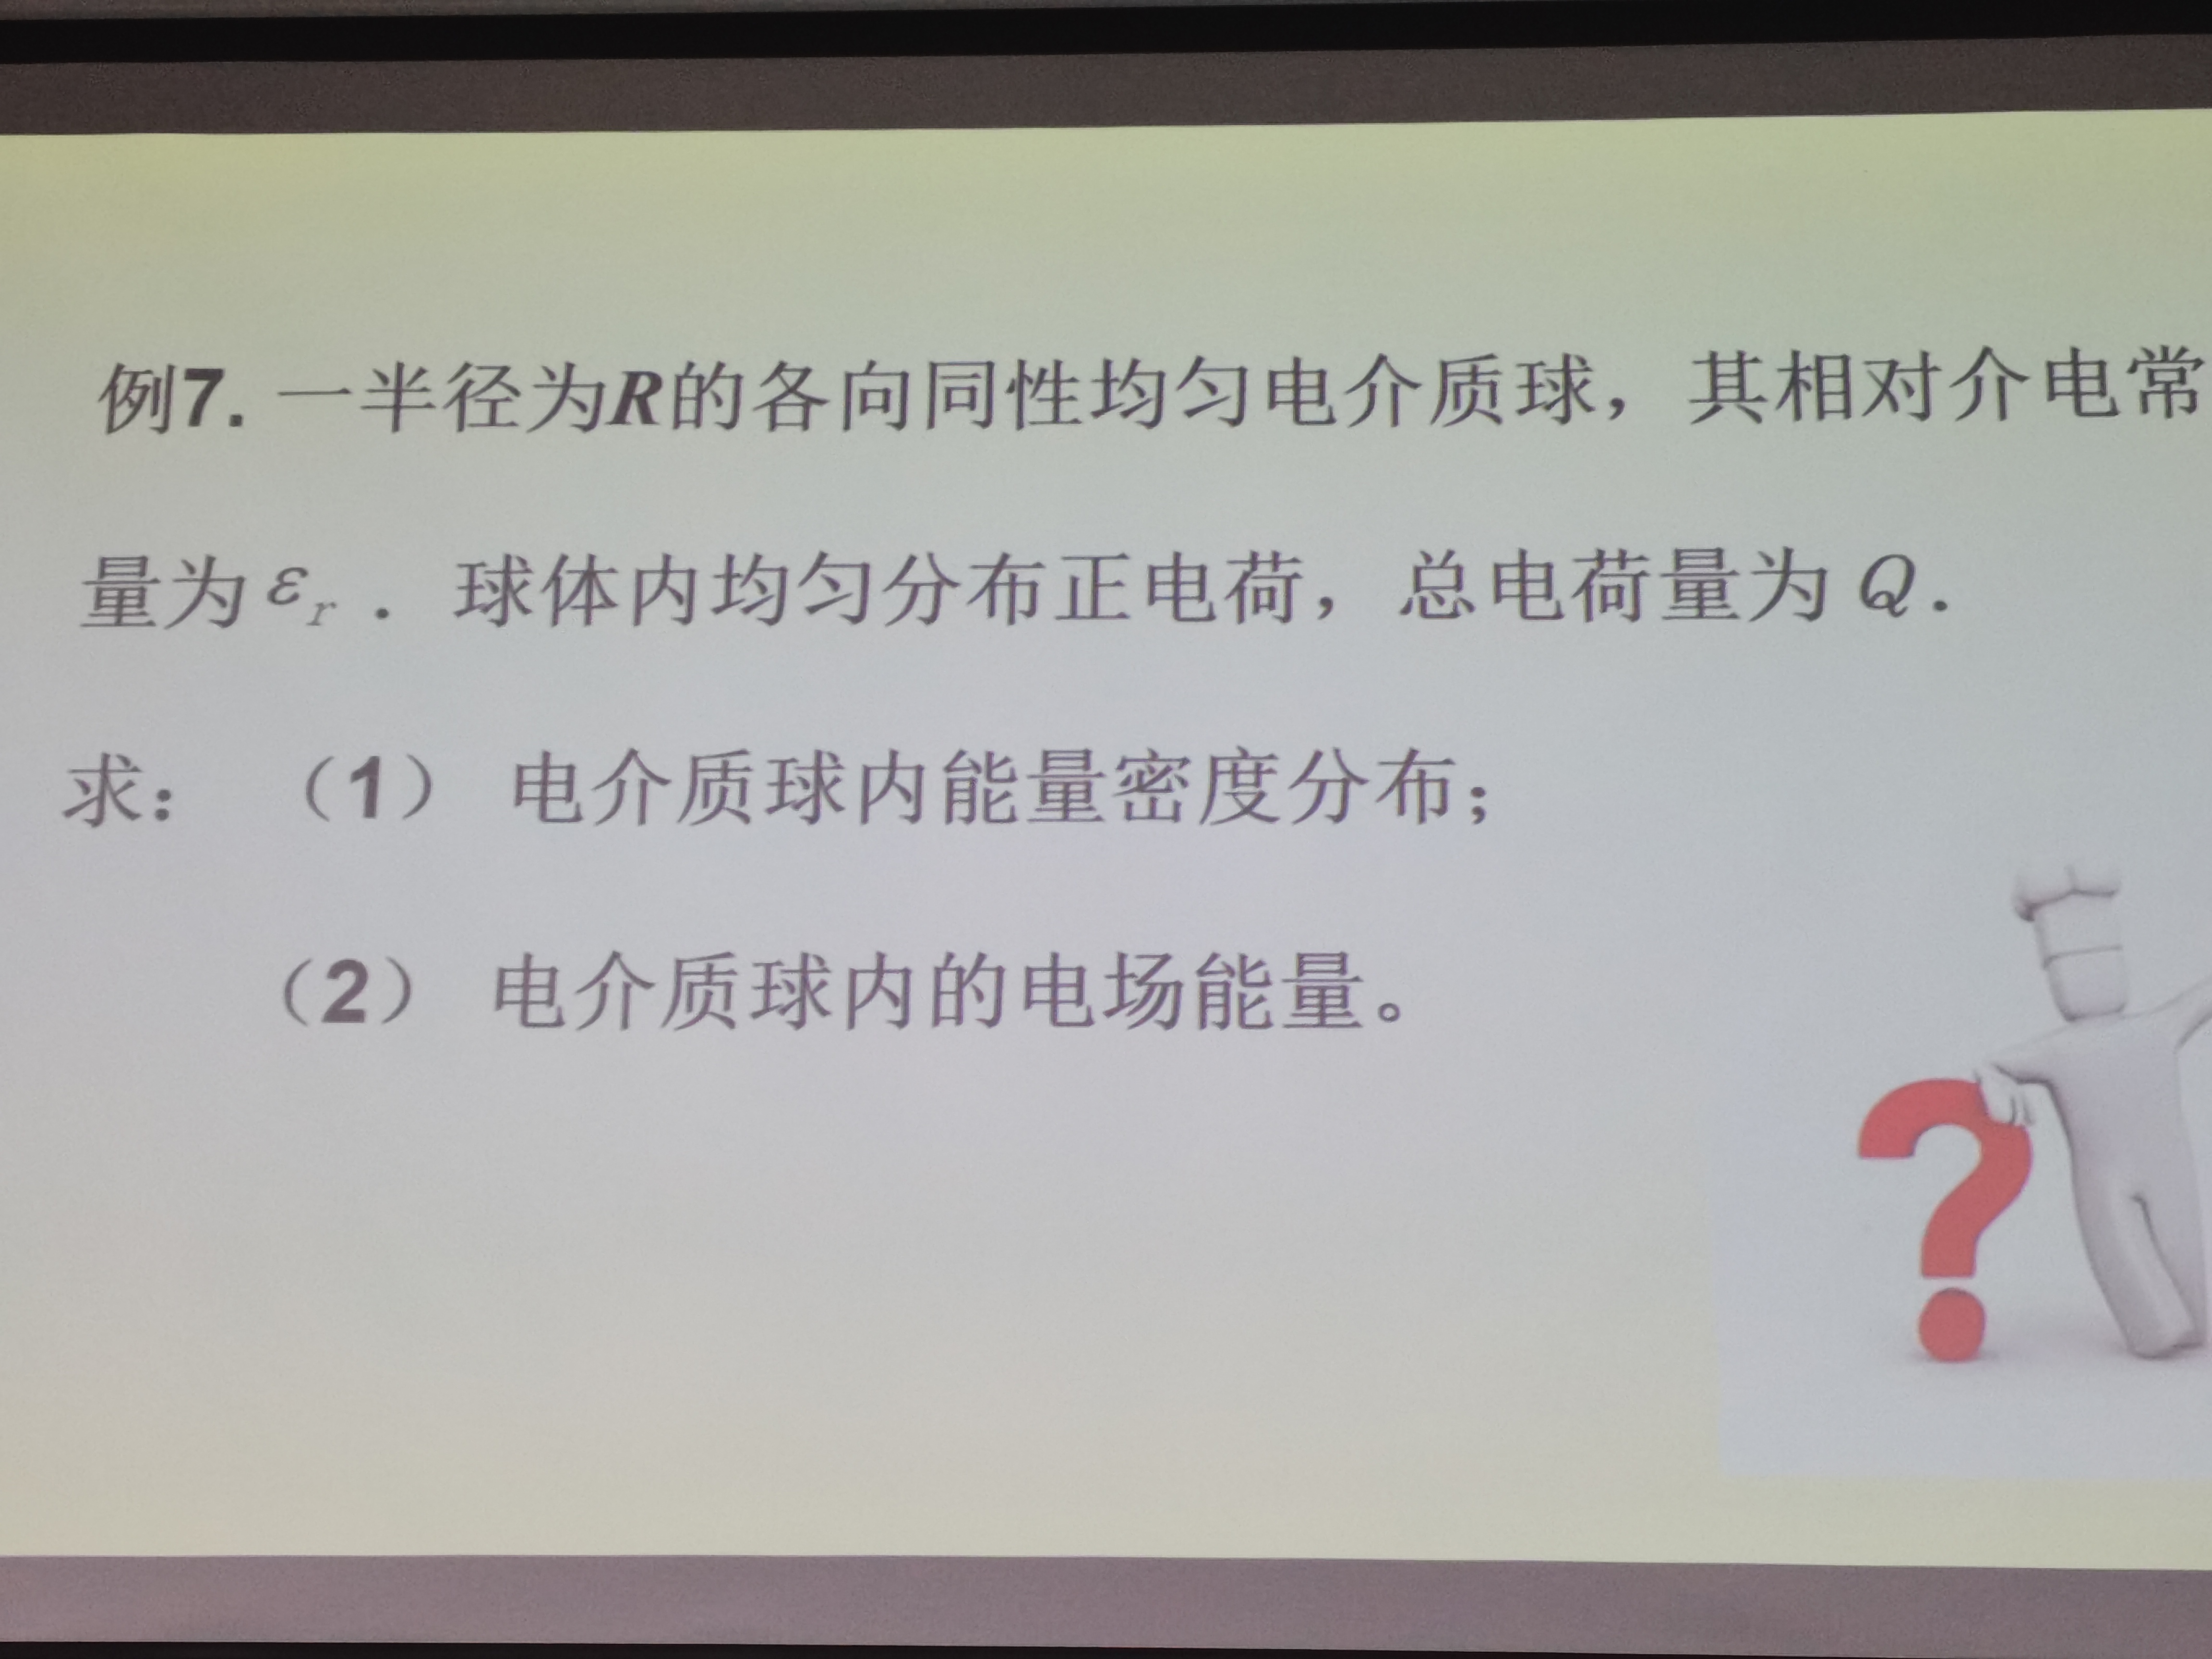 例7. 一半径为R的各向同性均匀电介质球，其相对介电常
量为 εr . 球体内均匀分布正电荷，总电荷量为 Q.
求： （1） 电介质球内能量密度分布；
（2） 电介质球内的电场能量。